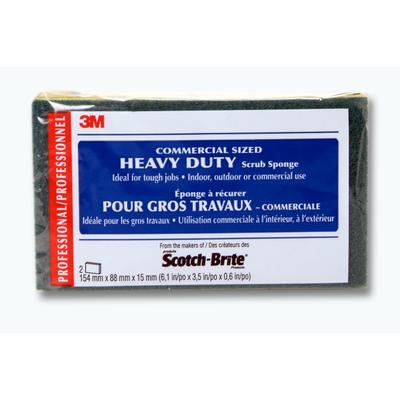 PROFESSIONAL/PROFESSIONNEL
3M
COMMERCIAL SIZED
HEAVY DUTY Scrub Sponge
Ideal for tough jobs • Indoor, outdoor or commercial use
Éponge à récurer
POUR GROS TRAVAUX – COMMERCIALE
Idéale pour les gros travaux • Utilisation commerciale à l'intérieur, à l'extérieur
From the makers of / Des créateurs des
produits
Scotch-Brite™
Products
2
154 mm x 88 mm x 15 mm (6,1 in/po x 3,5 in/po x 0,6 in/po)